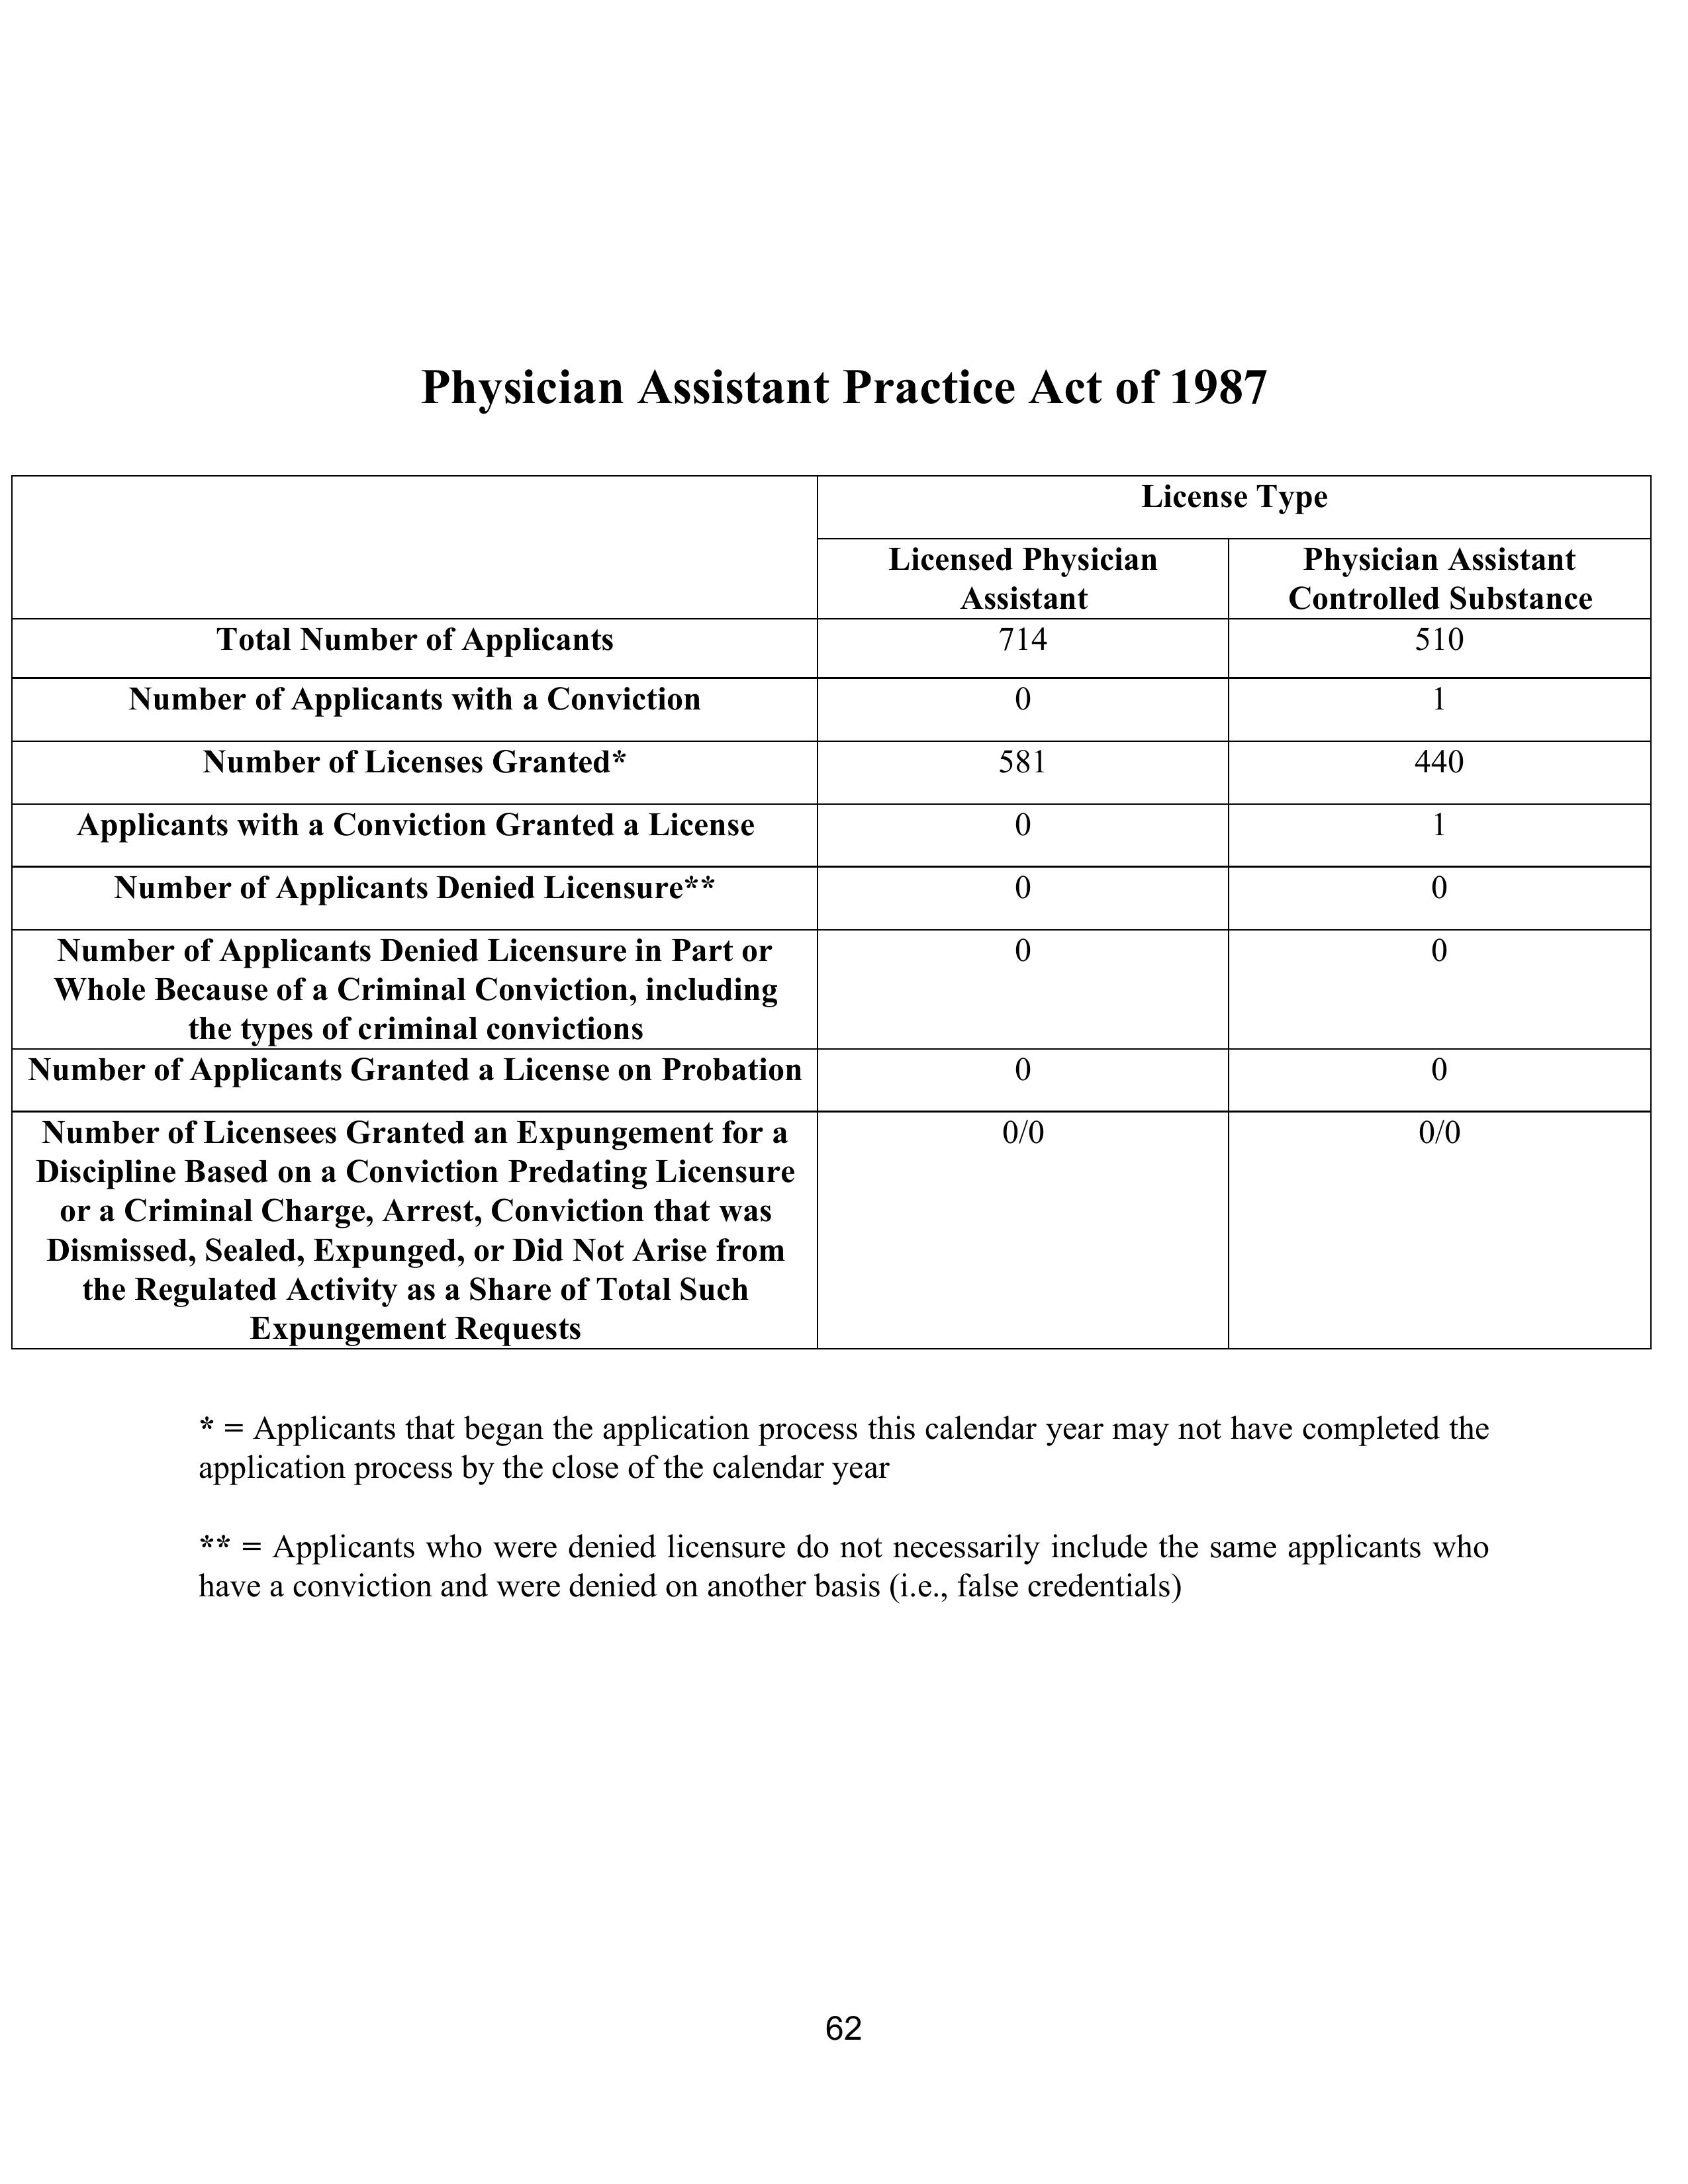 Physician Assistant Practice Act of 1987
License Type
Licensed Physician
Assistant
Physician Assistant
Controlled Substance
Total Number of Applicants
714
510
Number of Applicants with a Conviction
0
1
Number of Licenses Granted*
581
440
Applicants with a Conviction Granted a License
0
1
Number of Applicants Denied Licensure**
0
0
Number of Applicants Denied Licensure in Part or
Whole Because of a Criminal Conviction, including
the types of criminal convictions
0
0
Number of Applicants Granted a License on Probation
0
0
Number of Licensees Granted an Expungement for a
Discipline Based on a Conviction Predating Licensure
or a Criminal Charge, Arrest, Conviction that was
Dismissed, Sealed, Expunged, or Did Not Arise from
the Regulated Activity as a Share of Total Such
Expungement Requests
0/0
0/0
* = Applicants that began the application process this calendar year may not have completed the
application process by the close of the calendar year
** = Applicants who were denied licensure do not necessarily include the same applicants who
have a conviction and were denied on another basis (i.e., false credentials)
62